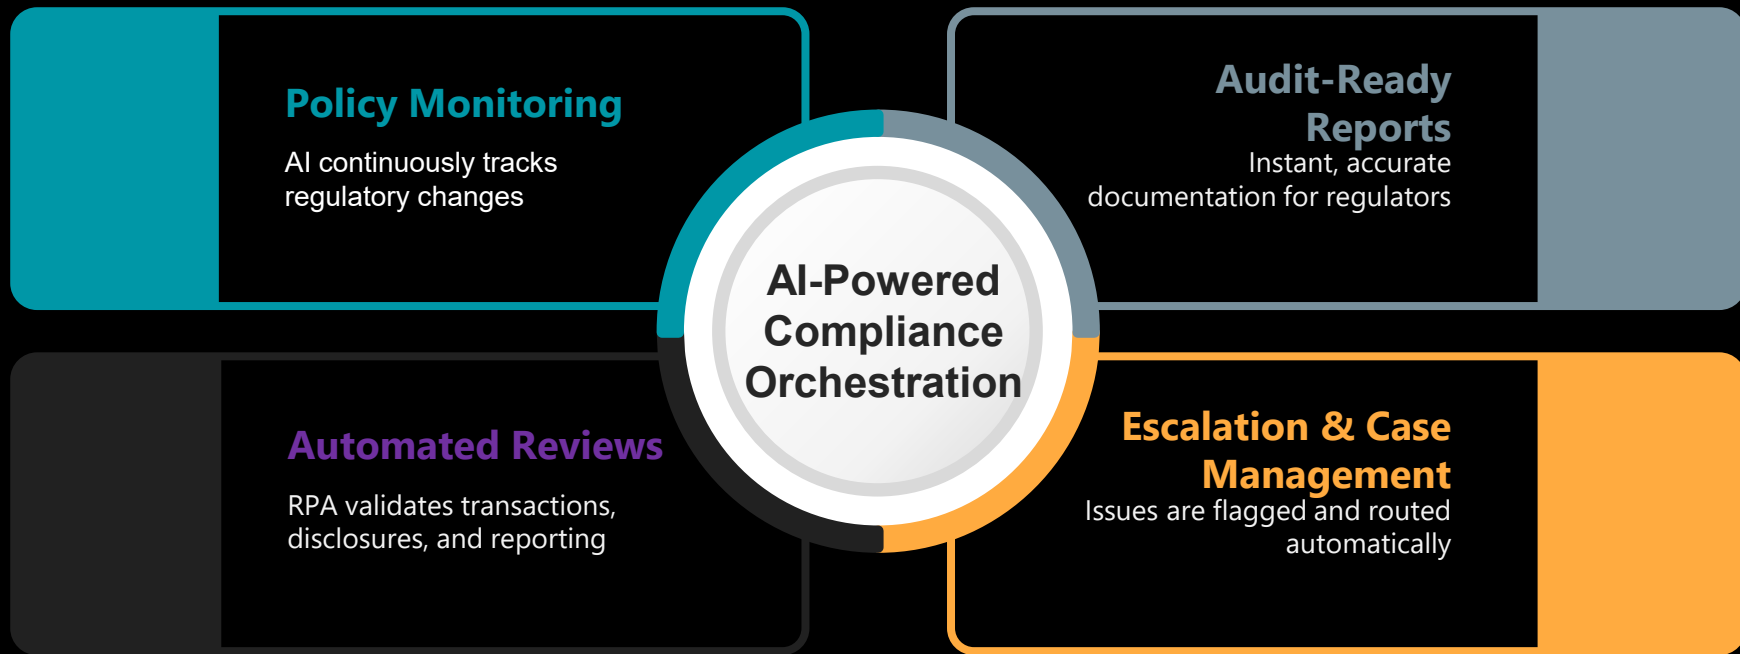 Policy Monitoring
AI continuously tracks
regulatory changes
Audit-Ready
Reports
Instant, accurate
documentation for regulators
AI-Powered
Compliance
Orchestration
Automated Reviews
RPA validates transactions,
disclosures, and reporting
Escalation & Case
Management
Issues are flagged and routed
automatically